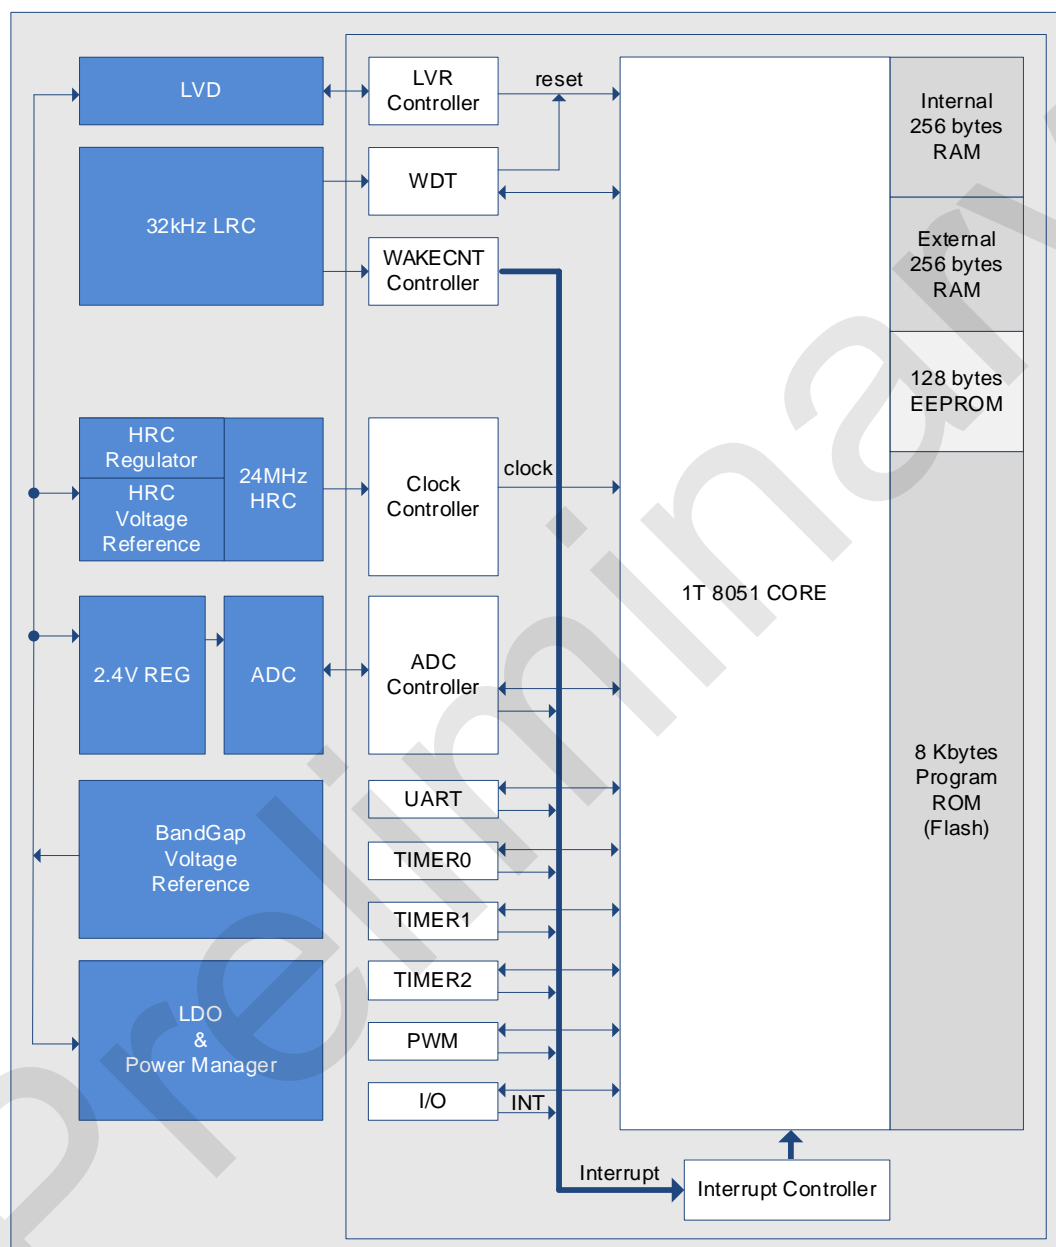 LVD
LVR
Controller
reset
Internal
256 bytes
RAM
32kHz LRC
WDT
WAKECNT
Controller
External
256 bytes
RAM
128 bytes
EEPROM
HRC
Regulator
HRC
Voltage
Reference
24MHz
HRC
Clock
Controller
clock
1T 8051 CORE
2.4V REG
ADC
ADC
Controller
8 Kbytes
Program
ROM
(Flash)
UART
BandGap
Voltage
Reference
TIMER0
TIMER1
TIMER2
LDO
&
Power Manager
PWM
I/O
INT
Interrupt
Interrupt Controller
Preliminary